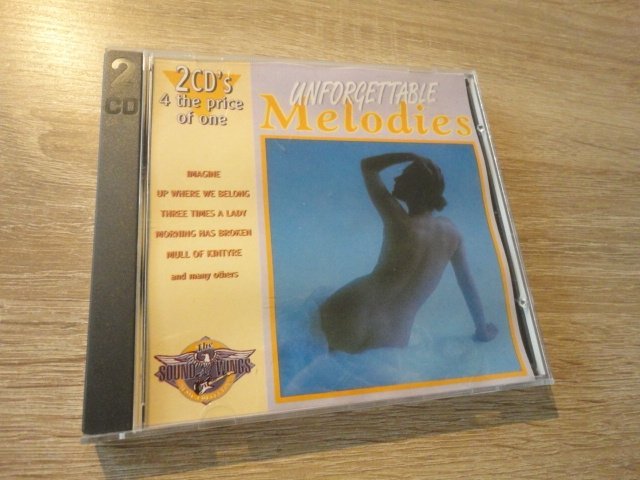 2
CD
2CD's
4 the price
of one
UNFORGETTABLE
Melodies
IMAGINE
UP WHERE WE BELONG
THREE TIMES A LADY
MORNING HAS BROKEN
MULL OF KINTYRE
and many others
The
SOUND WINGS